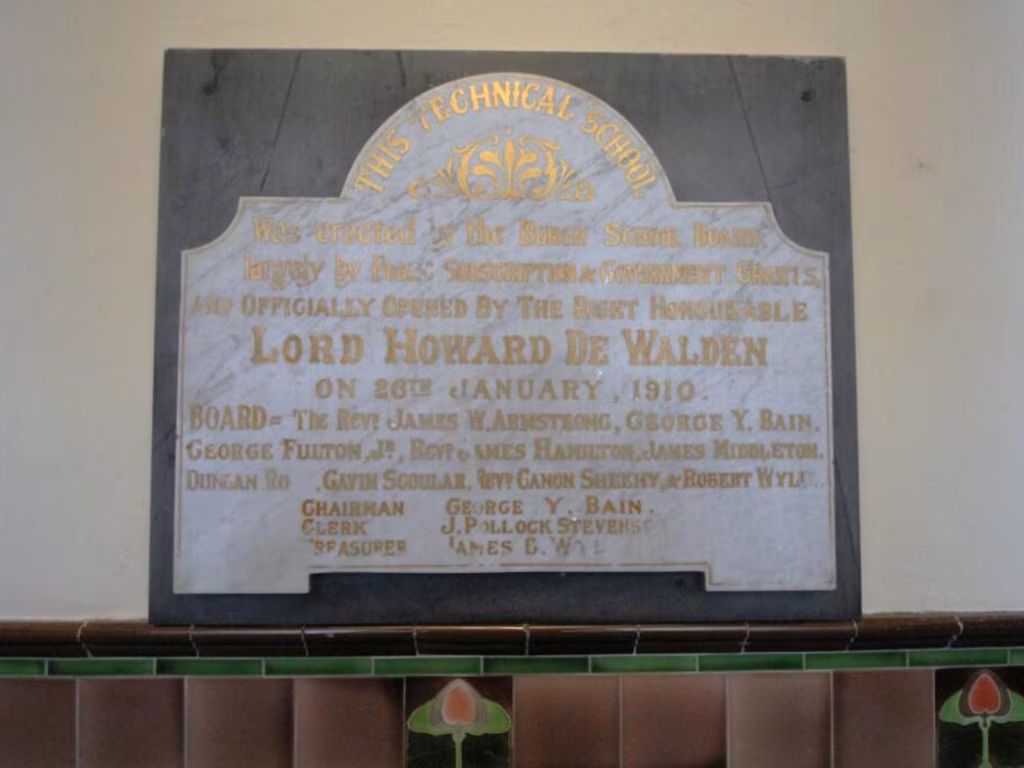 THIS TECHNICAL SCHOOL
Was erected by the Burgh School Board,
largely by Public Subscription & Government Grants,
AND OFFICIALLY OPENED BY THE RIGHT HONOURABLE
LORD HOWARD DE WALDEN
ON 26TH JANUARY, 1910.
BOARD= THE REVD. JAMES W. ARMSTRONG, GEORGE Y. BAIN.
GEORGE FULTON, JR., REVD. JAMES HAMILTON, JAMES MIDDLETON.
DUNCAN GAVIN SCOULAR, REVD. CANON SHEEHY, & ROBERT
CHAIRMAN GEORGE Y. BAIN.
CLERK J. POLLOCK
TREASURER JAMES